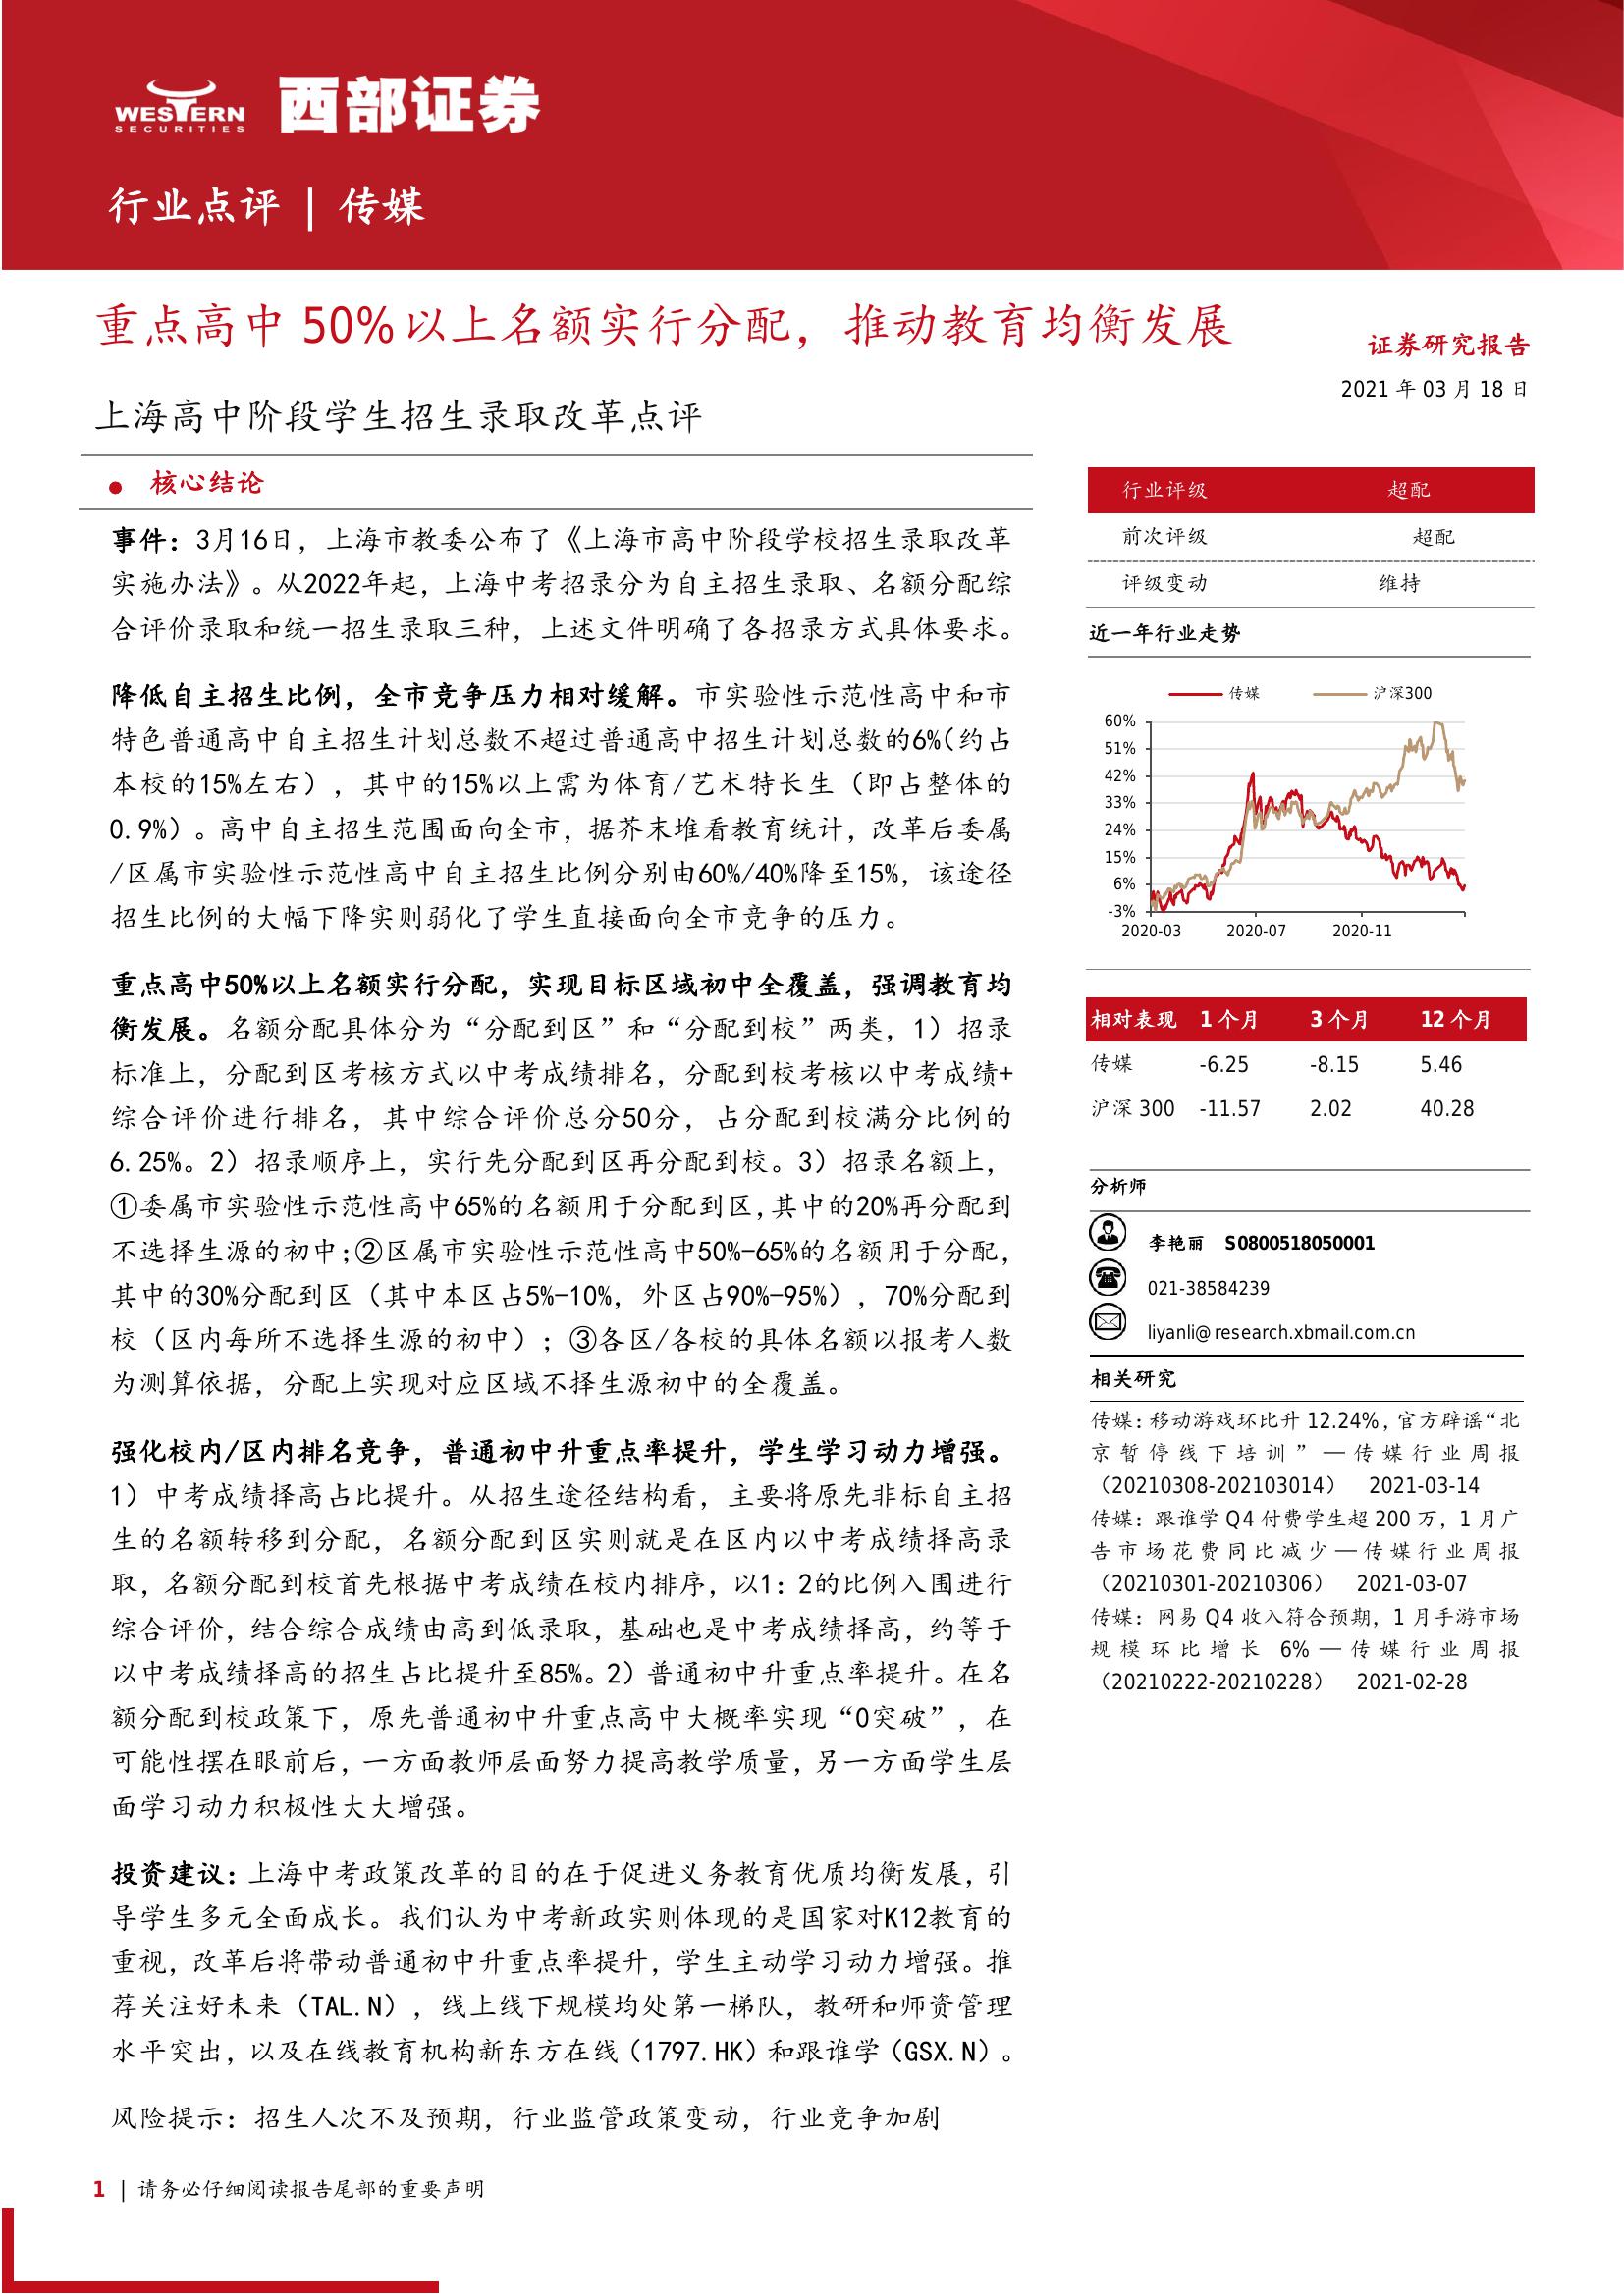 WESTERN
SECURITIES
西部证券
行业点评 | 传媒
重点高中 50%以上名额实行分配，推动教育均衡发展
上海高中阶段学生招生录取改革点评
证券研究报告
2021 年 03 月 18 日
● 核心结论
事件：3月16日，上海市教委公布了《上海市高中阶段学校招生录取改革
实施办法》。从2022年起，上海中考招录分为自主招生录取、名额分配综
合评价录取和统一招生录取三种，上述文件明确了各招录方式具体要求。
降低自主招生比例，全市竞争压力相对缓解。市实验性示范性高中和市
特色普通高中自主招生计划总数不超过普通高中招生计划总数的6%（约占
本校的15%左右），其中的15%以上需为体育/艺术特长生（即占整体的
0.9%）。高中自主招生范围面向全市，据芥末堆看教育统计，改革后委属
/区属市实验性示范性高中自主招生比例分别由60%/40%降至15%，该途径
招生比例的大幅下降实则弱化了学生直接面向全市竞争的压力。
重点高中50%以上名额实行分配，实现目标区域初中全覆盖，强调教育均
衡发展。名额分配具体分为“分配到区”和“分配到校”两类，1）招录
标准上，分配到区考核方式以中考成绩排名，分配到校考核以中考成绩+
综合评价进行排名，其中综合评价总分50分，占分配到校满分比例的
6.25%。2）招录顺序上，实行先分配到区再分配到校。3）招录名额上，
①委属市实验性示范性高中65%的名额用于分配到区，其中的20%再分配到
不选择生源的初中；②区属市实验性示范性高中50%-65%的名额用于分配，
其中的30%分配到区（其中本区占5%-10%，外区占90%-95%），70%分配到
校（区内每所不选择生源的初中）；③各区/各校的具体名额以报考人数
为测算依据，分配上实现对应区域不择生源初中的全覆盖。
强化校内/区内排名竞争，普通初中升重点率提升，学生学习动力增强。
1）中考成绩择高占比提升。从招生途径结构看，主要将原先非标自主招
生的名额转移到分配，名额分配到区实则就是在区内以中考成绩择高录
取，名额分配到校首先根据中考成绩在校内排序，以1：2的比例入围进行
综合评价，结合综合成绩由高到低录取，基础也是中考成绩择高，约等于
以中考成绩择高的招生占比提升至85%。2）普通初中升重点率提升。在名
额分配到校政策下，原先普通初中升重点高中大概率实现“0突破”，在
可能性摆在眼前后，一方面教师层面努力提高教学质量，另一方面学生层
面学习动力积极性大大增强。
投资建议：上海中考政策改革的目的在于促进义务教育优质均衡发展，引
导学生多元全面成长。我们认为中考新政实则体现的是国家对K12教育的
重视，改革后将带动普通初中升重点率提升，学生主动学习动力增强。推
荐关注好未来（TAL.N），线上线下规模均处第一梯队，教研和师资管理
水平突出，以及在线教育机构新东方在线（1797.HK）和跟谁学（GSX.N）。
风险提示：招生人次不及预期，行业监管政策变动，行业竞争加剧
行业评级 超配
前次评级 超配
评级变动 维持
近一年行业走势
传媒 沪深300
60%
51%
42%
33%
24%
15%
6%
-3%
2020-03 2020-07 2020-11
相对表现 1 个月 3 个月 12 个月
传媒 -6.25 -8.15 5.46
沪深 300 -11.57 2.02 40.28
分析师
李艳丽 S0800518050001
021-38584239
liyanli@research.xbmail.com.cn
相关研究
传媒：移动游戏环比升 12.24%，官方辟谣“北
京暂停线下培训”—传媒行业周报
（20210308-202103014） 2021-03-14
传媒：跟谁学 Q4 付费学生超 200 万，1 月广
告市场花费同比减少—传媒行业周报
（20210301-20210306） 2021-03-07
传媒：网易 Q4 收入符合预期，1 月手游市场
规模环比增长 6%—传媒行业周报
（20210222-20210228） 2021-02-28
1 | 请务必仔细阅读报告尾部的重要声明